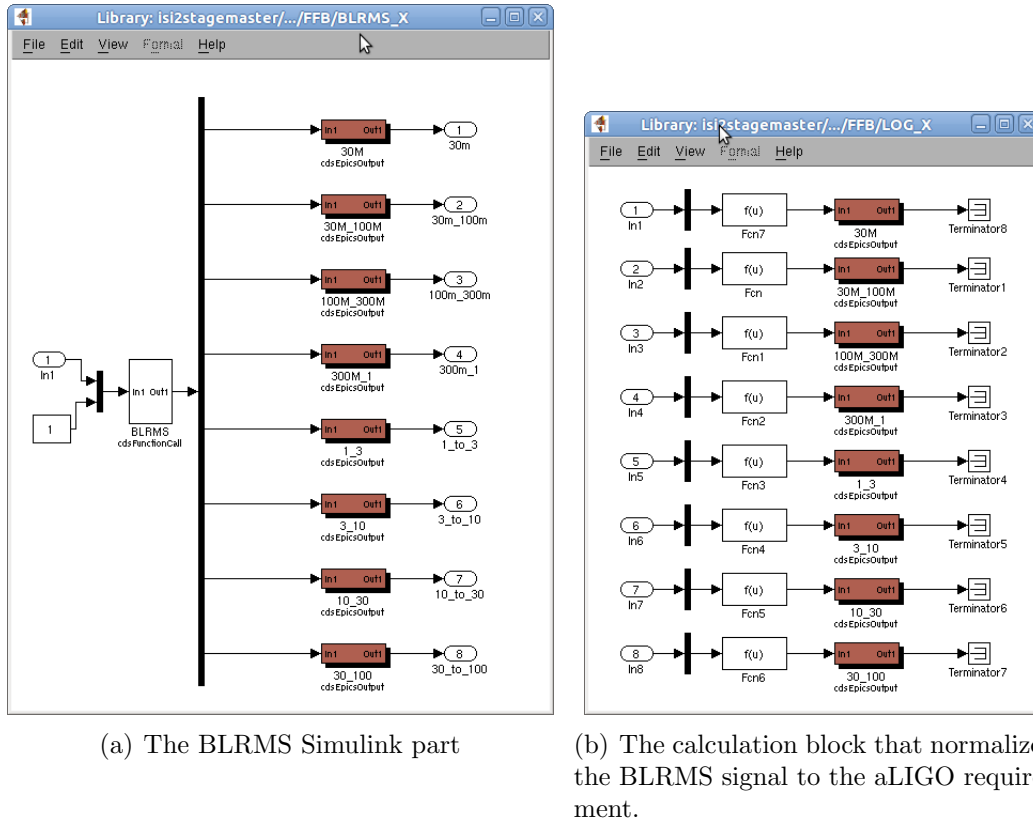 Library: isi2stagemaster/.../FFB/BLRMS_X
File Edit View Format Help
In1 Out1
30M
cdsEpicsOutput
1
30m
In1 Out1
30M_100M
cdsEpicsOutput
2
30m_100m
In1 Out1
100M_300M
cdsEpicsOutput
3
100m_300m
1
In1
1
In1 Out1
BLRMS
cdsFunctionCall
In1 Out1
300M_1
cdsEpicsOutput
4
300m_1
In1 Out1
1_3
cdsEpicsOutput
5
1_to_3
In1 Out1
3_10
cdsEpicsOutput
6
3_to_10
In1 Out1
10_30
cdsEpicsOutput
7
10_to_30
In1 Out1
30_100
cdsEpicsOutput
8
30_to_100
(a) The BLRMS Simulink part
Library: isi2stagemaster/.../FFB/LOG_X
File Edit View Format Help
1
In1
f(u)
Fcn7
In1 Out1
30M
cdsEpicsOutput
Terminator8
2
In2
f(u)
Fcn
In1 Out1
30M_100M
cdsEpicsOutput
Terminator1
3
In3
f(u)
Fcn1
In1 Out1
100M_300M
cdsEpicsOutput
Terminator2
4
In4
f(u)
Fcn2
In1 Out1
300M_1
cdsEpicsOutput
Terminator3
5
In5
f(u)
Fcn3
In1 Out1
1_3
cdsEpicsOutput
Terminator4
6
In6
f(u)
Fcn4
In1 Out1
3_10
cdsEpicsOutput
Terminator5
7
In7
f(u)
Fcn5
In1 Out1
10_30
cdsEpicsOutput
Terminator6
8
In8
f(u)
Fcn6
In1 Out1
30_100
cdsEpicsOutput
Terminator7
(b) The calculation block that normalize
the BLRMS signal to the aLIGO require-
ment.